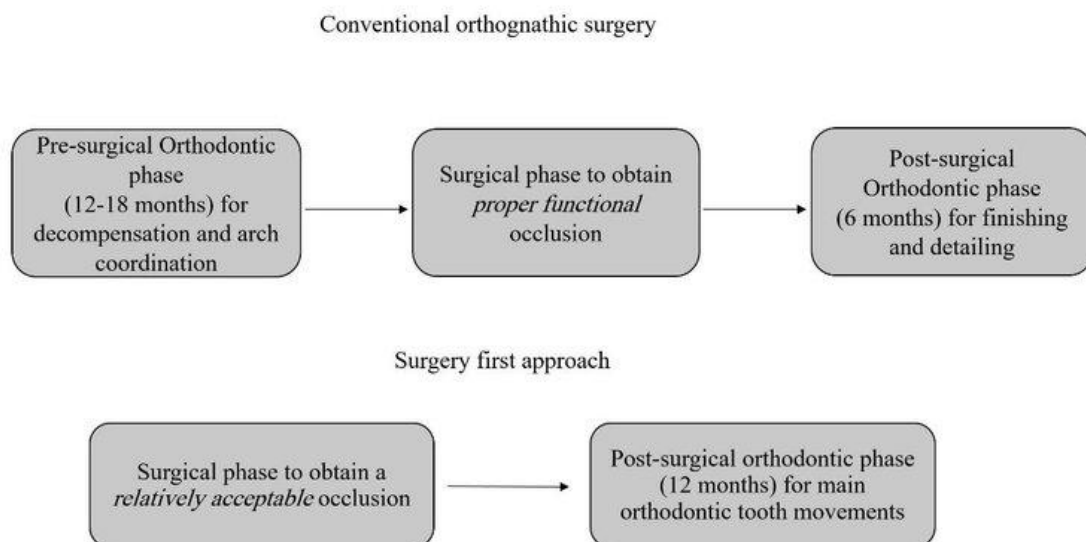 Conventional orthognathic surgery
Pre-surgical Orthodontic
phase
(12-18 months) for
decompensation and arch
coordination
Surgical phase to obtain
proper functional
occlusion
Post-surgical
Orthodontic phase
(6 months) for finishing
and detailing
Surgery first approach
Surgical phase to obtain a
relatively acceptable occlusion
Post-surgical orthodontic phase
(12 months) for main
orthodontic tooth movements